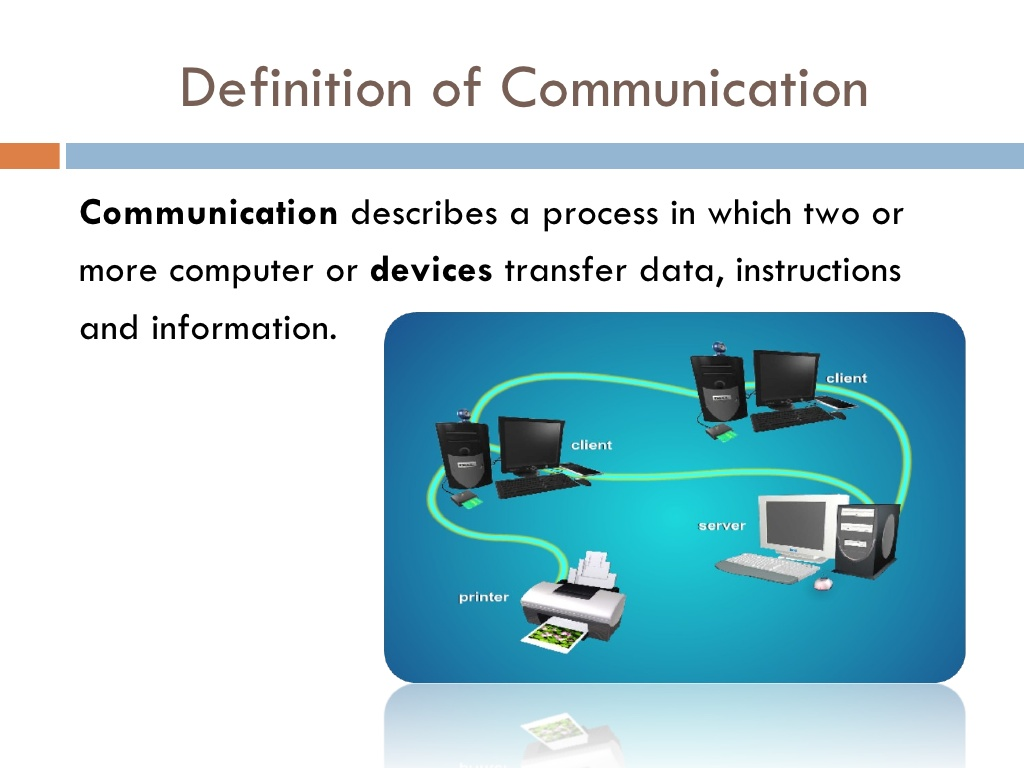 Definition of Communication
Communication describes a process in which two or
more computer or devices transfer data, instructions
and information.
client
client
server
printer